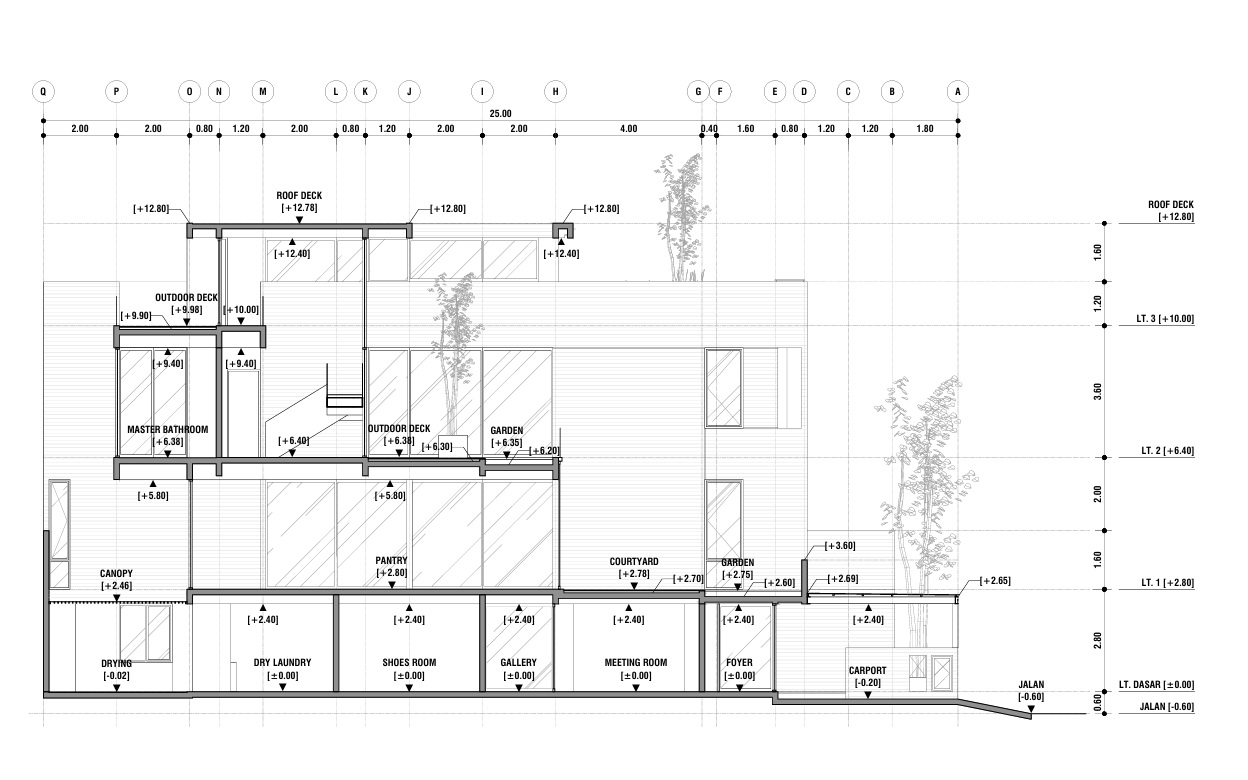 Q P O N M L K J I H G F E D C B A
25.00
2.00 2.00 0.80 1.20 2.00 0.80 1.20 2.00 2.00 4.00 0.40 1.60 0.80 1.20 1.20 1.80
ROOF DECK
[+12.80] [+12.78] [+12.80] [+12.80]
ROOF DECK
[+12.80]
[+12.40] [+12.40]
1.60
1.20
OUTDOOR DECK
[+9.90] [+9.98] [+10.00]
LT. 3 [+10.00]
[+9.40] [+9.40]
3.60
MASTER BATHROOM
[+6.38]
[+6.40]
OUTDOOR DECK
[+6.38]
[+6.30]
GARDEN
[+6.35]
[+6.20]
LT. 2 [+6.40]
[+5.80] [+5.80]
2.00
[+3.60]
1.60
CANOPY
[+2.46]
PANTRY
[+2.80]
COURTYARD
[+2.78]
[+2.70]
GARDEN
[+2.75]
[+2.60]
[+2.69]
[+2.65]
LT. 1 [+2.80]
[+2.40] [+2.40] [+2.40] [+2.40] [+2.40] [+2.40]
2.80
DRYING
[-0.02]
DRY LAUNDRY
[±0.00]
SHOES ROOM
[±0.00]
GALLERY
[±0.00]
MEETING ROOM
[±0.00]
FOYER
[±0.00]
CARPORT
[-0.20]
JALAN
[-0.60]
LT. DASAR [±0.00]
0.60
JALAN [-0.60]